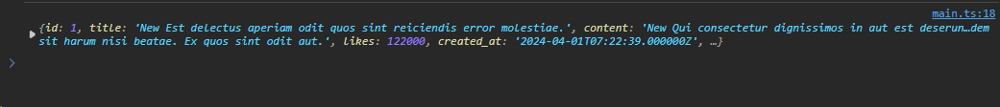 main.ts:18
{id: 1, title: 'New Est delectus aperiam odit quos sint reiciendis error molestiae.', content: 'New Qui consectetur dignissimos in aut est deserun…dem
sit harum nisi beatae. Ex quos sint odit aut.', likes: 122000, created_at: '2024-04-01T07:22:39.000000Z', …}